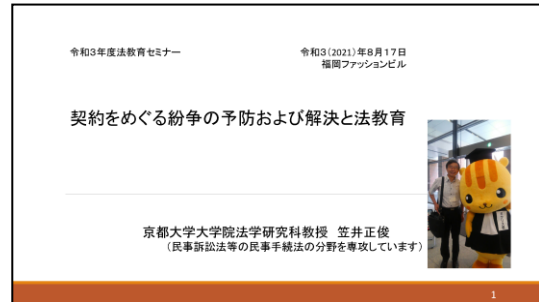 令和3年度法教育セミナー
令和3(2021)年8月17日
福岡ファッションビル
契約をめぐる紛争の予防および解決と法教育
京都大学大学院法学研究科教授 笠井正俊
(民事訴訟法等の民事手続法の分野を専攻しています)
1